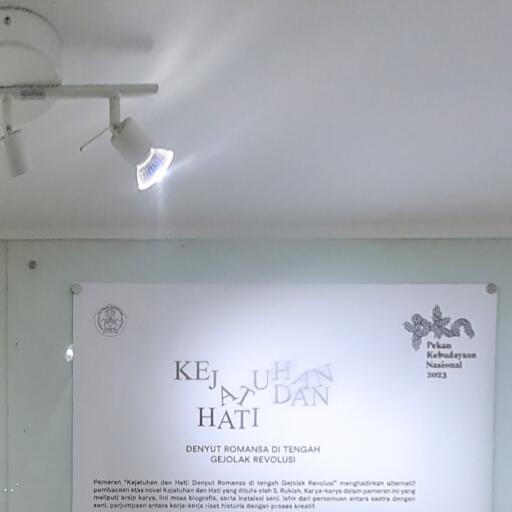 Pekan
Kebudayaan
Nasional
2023
KEJATUHAN DAN
HATI
DENYUT ROMANSA DI TENGAH
GEJOLAK REVOLUSI
Pameran "Kejatuhan dan Hati: Denyut Romansa di tengah Gejolak Revolusi" menghadirkan alternatif
pembacaan atas novel Kejatuhan dan Hati yang ditulis oleh S. Rukiah. Karya-karya dalam pameran ini yang
meliputi arsip karya, lini masa biografis, serta instalasi seni, lahir dari pertemuan antara sastra dengan
seni, perjumpaan antara kerja-kerja riset historis dengan proses kreatif.